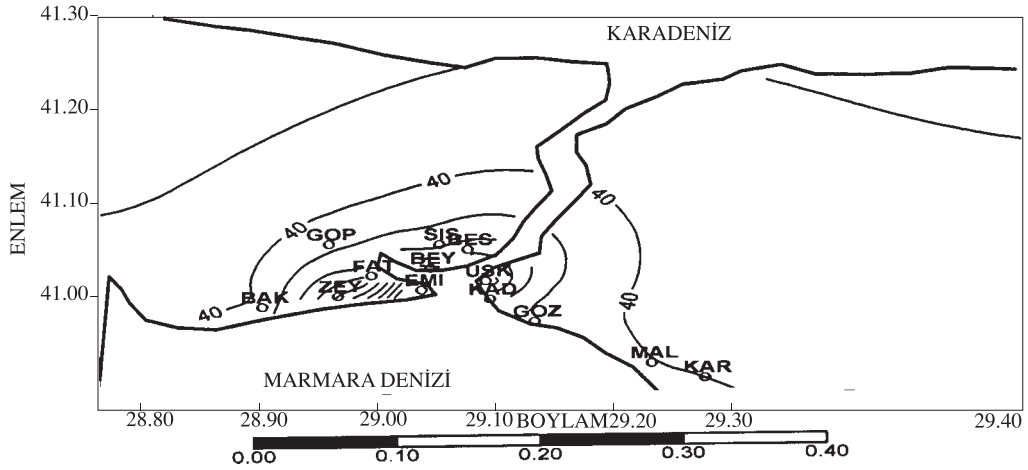 41.30
KARADENİZ
41.20
41.10
41.00
ENLEM
40
40
40
40
40
GOP
SIS
BES
BEY
FAT
ZEY
EMI
BAK
USK
KAD
GOZ
MAL
KAR
MARMARA DENİZİ
28.80 28.90 29.00 29.10 BOYLAM 29.20 29.30 29.40
0.00 0.10 0.20 0.30 0.40